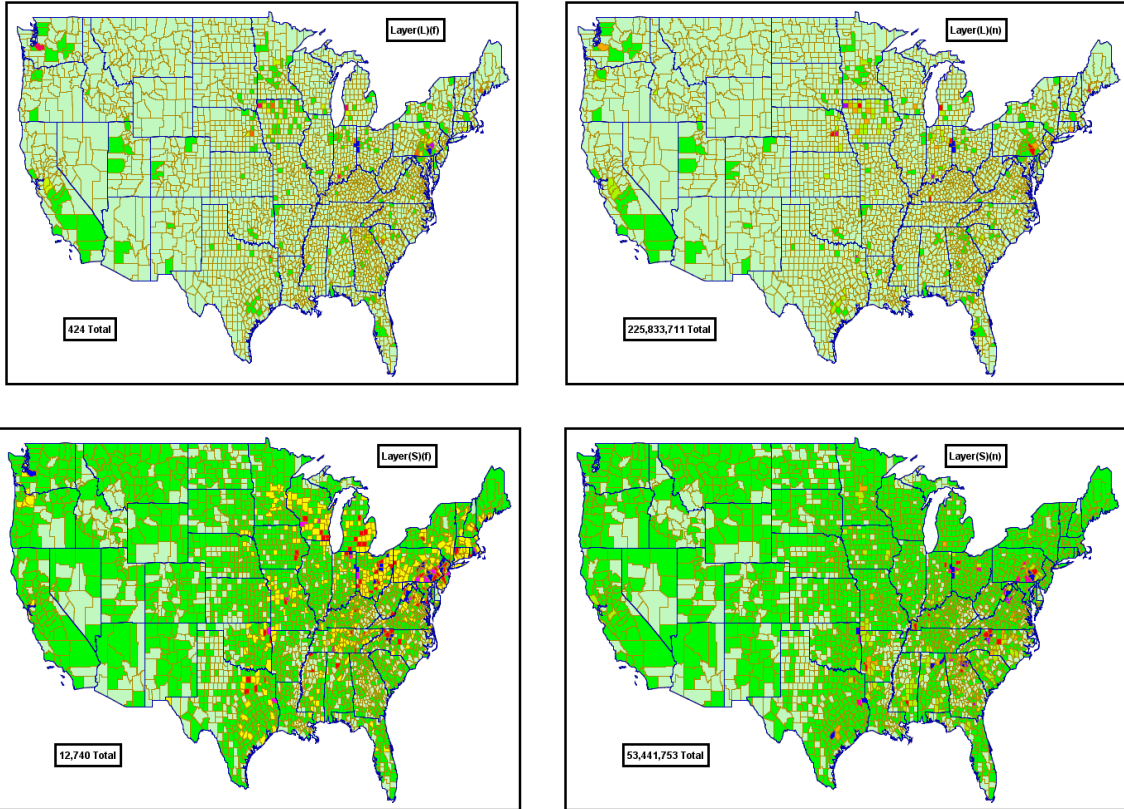 Layer(L)(f)
424 Total
Layer(L)(n)
225,833,711 Total
Layer(S)(f)
12,740 Total
Layer(S)(n)
53,441,753 Total